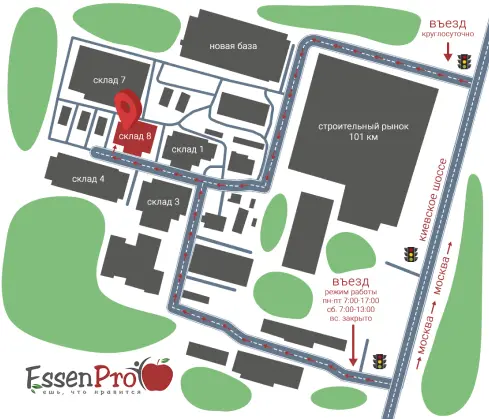 въезд
круглосуточно
новая база
склад 7
строительный рынок
101 км
склад 8
склад 1
склад 4
склад 3
киевское шоссе
москва
москва
въезд
режим работы
пн-пт 7:00-17:00
сб. 7:00-13:00
вс. закрыто
EssenPro
ешь, что нравится